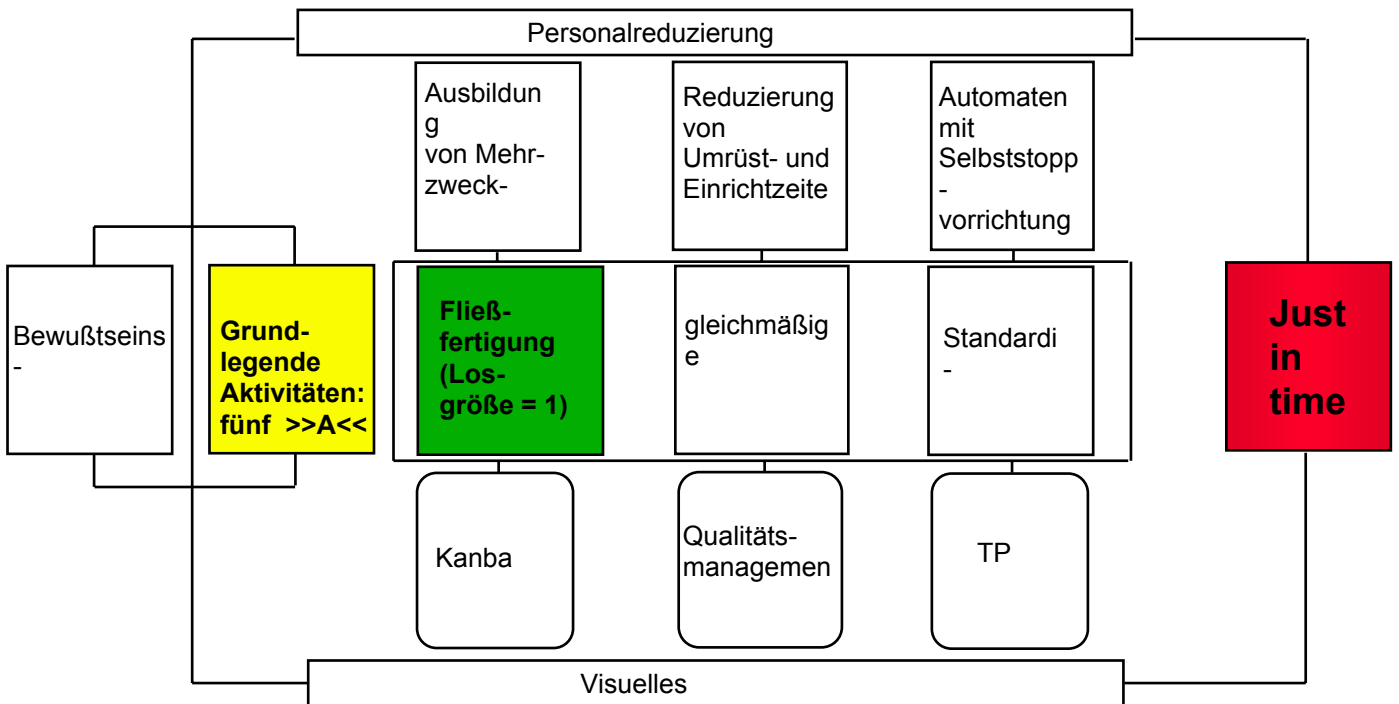 Personalreduzierung
Ausbildun
g
von Mehr-
zweck-
Reduzierung
von
Umrüst- und
Einrichtzeite
Automaten
mit
Selbststopp
-
vorrichtung
Bewußtseins
-
Grund-
legende
Aktivitäten:
fünf >>A<<
Fließ-
fertigung
(Los-
größe = 1)
gleichmäßig
e
Standardi
-
Just
in
time
Kanba
Qualitäts-
managemen
TP
Visuelles